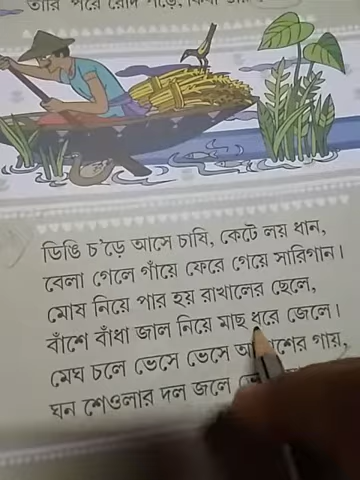 ডিঙি চ'ড়ে আসে চাষি, কেটে লয় ধান,
বেলা গেলে গাঁয়ে ফেরে গেয়ে সারিগান।
মোষ নিয়ে পার হয় রাখালের ছেলে,
বাঁশে বাঁধা জাল নিয়ে মাছ ধরে জেলে।
মেঘ চলে ভেসে ভেসে গায়,
ঘন শেওলার দল জলে